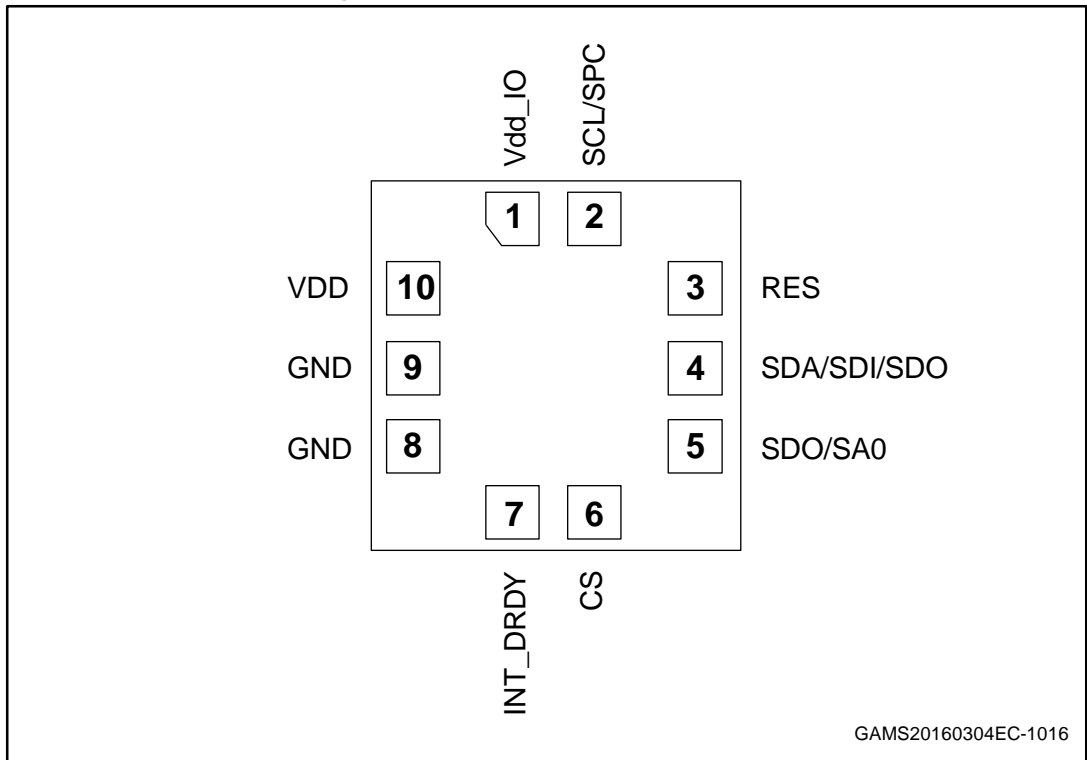 Vdd_IO
SCL/SPC
1
2
VDD
10
3
RES
GND
9
4
SDA/SDI/SDO
GND
8
5
SDO/SA0
7
6
INT_DRDY
CS
GAMS20160304EC-1016